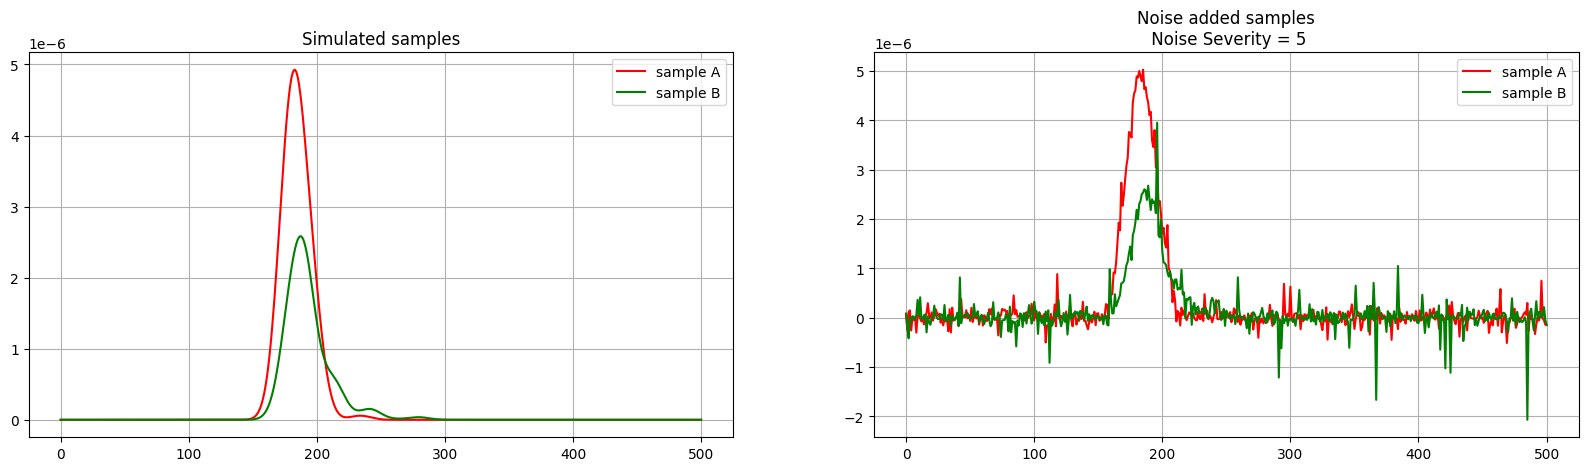 Simulated samples
1e−6
sample A
sample B
5
4
3
2
1
0
0
100
200
300
400
500
Noise added samples
Noise Severity = 5
1e−6
sample A
sample B
5
4
3
2
1
0
−1
−2
0
100
200
300
400
500